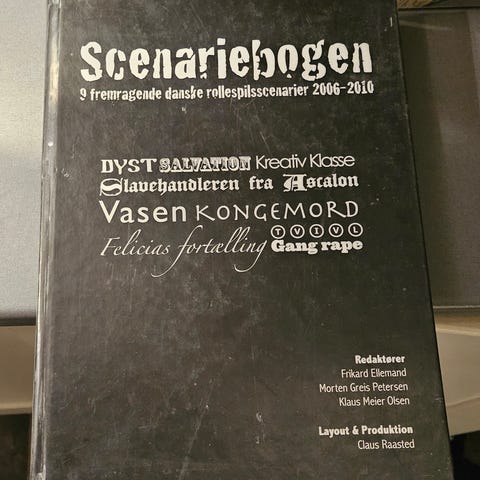 Scenariebogen
9 fremragende danske rollespilsscenarier 2006-2010
DYST SALVATION Kreativ Klasse
Slavehandleren fra Ascalon
Vasen KONGEMORD
Felicias fortælling TVIVL
Gang rape
Redaktører
Frikard Ellemand
Morten Greis Petersen
Klaus Meier Olsen
Layout & Produktion
Claus Raasted